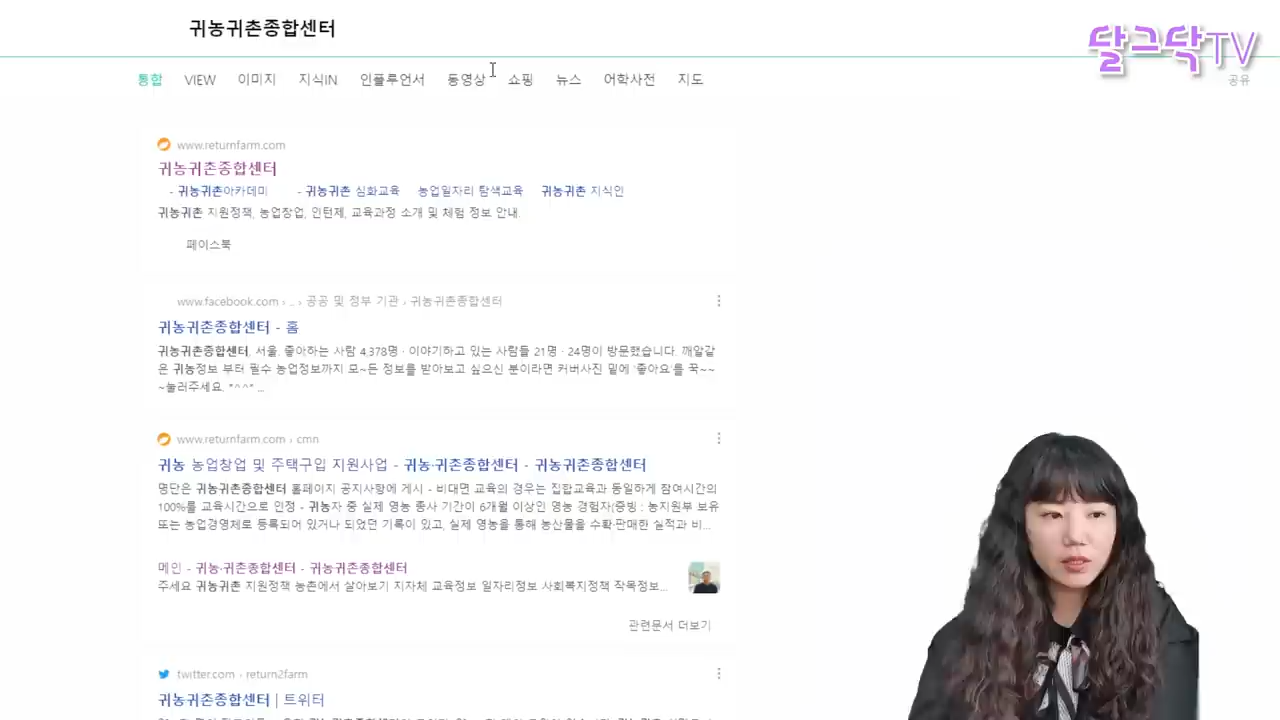 귀농귀촌종합센터
달그닥TV
통합 VIEW 이미지 지식IN 인플루언서 동영상 쇼핑 뉴스 어학사전 지도
공유
www.returnfarm.com
귀농귀촌종합센터
- 귀농귀촌아카데미 - 귀농귀촌 심화교육 농업일자리 탐색교육 귀농귀촌 지식인
귀농귀촌 지원정책, 농업창업, 인턴제, 교육과정 소개 및 체험 정보 안내.
페이스북
www.facebook.com › .. › 공공 및 정부 기관 › 귀농귀촌종합센터
귀농귀촌종합센터 - 홈
귀농귀촌종합센터, 서울. 좋아하는 사람 4,378명 · 이야기하고 있는 사람들 21명 · 24명이 방문했습니다. 깨알같
은 귀농정보 부터 필수 농업정보까지 모~든 정보를 받아보고 싶으신 분이라면 커버사진 밑에 '좋아요'를 꾹~~
~눌러주세요. *^^* ...
www.returnfarm.com › cmn
귀농 농업창업 및 주택구입 지원사업 - 귀농·귀촌종합센터 - 귀농귀촌종합센터
명단은 귀농귀촌종합센터 홈페이지 공지사항에 게시 - 비대면 교육의 경우는 집합교육과 동일하게 참여시간의
100%를 교육시간으로 인정 - 귀농자 중 실제 영농 종사 기간이 6개월 이상인 영농 경험자(증빙 : 농지원부 보유
또는 농업경영체로 등록되어 있거나 되었던 기록이 있고, 실제 영농을 통해 농산물을 수확·판매한 실적과 비...
메인 - 귀농·귀촌종합센터 - 귀농귀촌종합센터
주세요 귀농귀촌 지원정책 농촌에서 살아보기 지자체 교육정보 일자리정보 사회복지정책 작목정보...
관련문서 더보기
twitter.com › return2farm
귀농귀촌종합센터 | 트위터